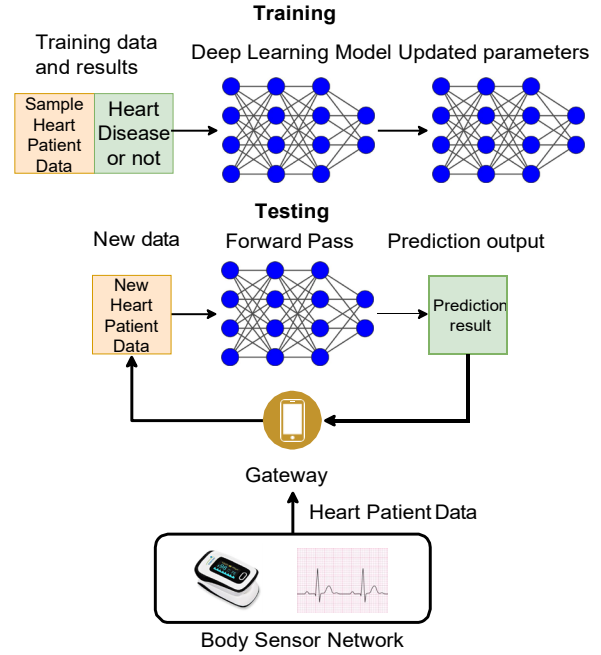 Training
Training data
and results
Deep Learning Model
Updated parameters
Sample
Heart
Patient
Data
Heart
Disease
or not
Testing
New data
Forward Pass
Prediction output
New
Heart
Patient
Data
Prediction
result
Gateway
Heart Patient Data
Body Sensor Network